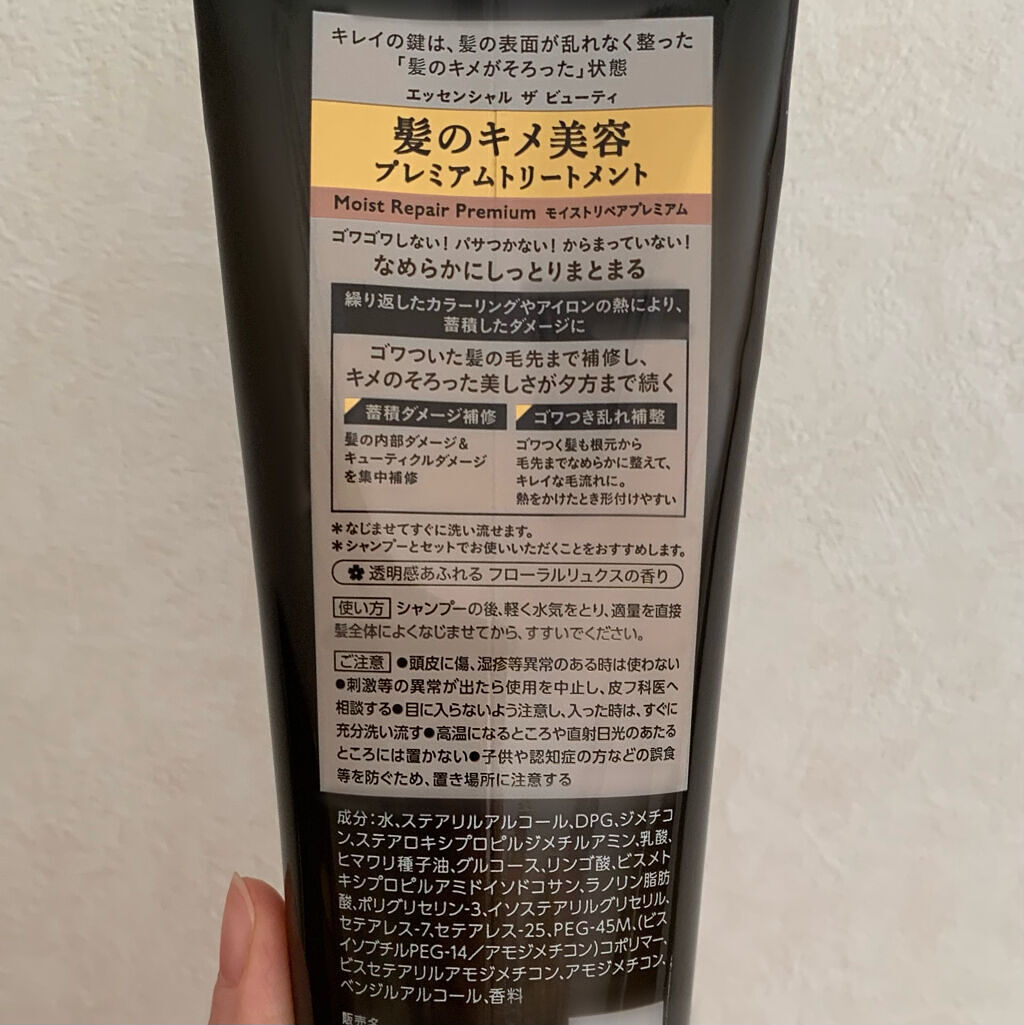 キレイの鍵は、髪の表面が乱れなく整った
「髪のキメがそろった」状態
エッセンシャル ザ ビューティ
髪のキメ美容
プレミアムトリートメント
Moist Repair Premium モイストリペアプレミアム
ゴワゴワしない! パサつかない! からまっていない!
なめらかにしっとりまとまる
繰り返したカラーリングやアイロンの熱により、
蓄積したダメージに
ゴワついた髪の毛先まで補修し、
キメのそろった美しさが夕方まで続く
蓄積ダメージ補修
髪の内部ダメージ&
キューティクルダメージ
を集中補修
ゴワつき乱れ補整
ゴワつく髪も根元から
毛先までなめらかに整えて、
キレイな毛流れに。
熱をかけたとき形付けやすい
*なじませてすぐに洗い流せます。
*シャンプーとセットでお使いいただくことをおすすめします。
透明感あふれる フローラルリュクスの香り
使い方 シャンプーの後、軽く水気をとり、適量を直接
髪全体によくなじませてから、すすいでください。
ご注意 ●頭皮に傷、湿疹等異常のある時は使わない
●刺激等の異常が出たら使用を中止し、皮フ科医へ
相談する●目に入らないよう注意し、入った時は、すぐに
充分洗い流す●高温になるところや直射日光のあたる
ところには置かない●子供や認知症の方などの誤食
等を防ぐため、置き場所に注意する
成分:水、ステアリルアルコール、DPG、ジメチコ
ン、ステアロキシプロピルジメチルアミン、乳酸、
ヒマワリ種子油、グルコース、リンゴ酸、ビスメト
キシプロピルアミドイソドコサン、ラノリン脂肪
酸、ポリグリセリン-3、イソステアリルグリセリル、
セテアレス-7、セテアレス-25、PEG-45M、(ビス
イソブチルPEG-14/アモジメチコン)コポリマー、
ビスセテアリルアモジメチコン、アモジメチコン、
ベンジルアルコール、香料
販売名